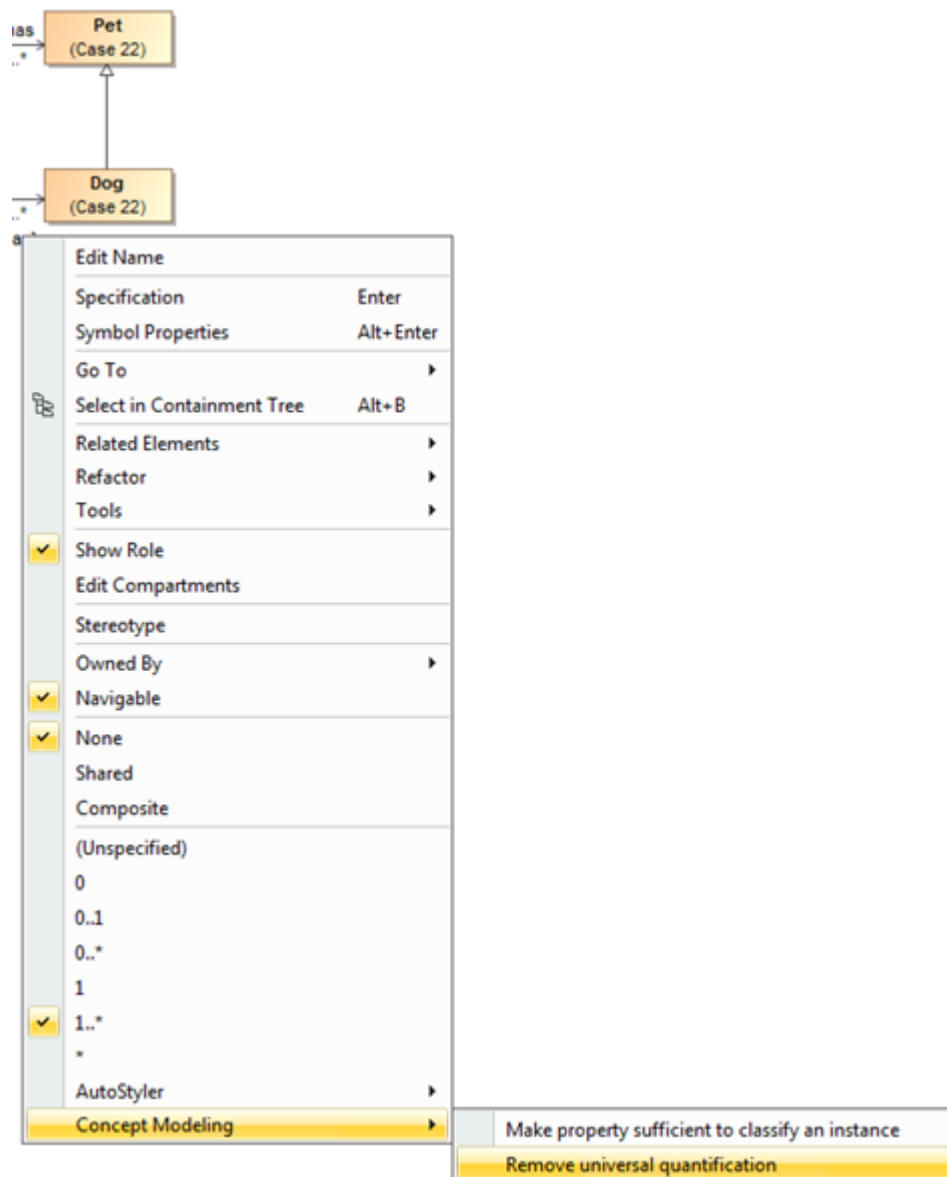 Pet
(Case 22)
..*
Dog
(Case 22)
..*
Edit Name
Specification Enter
Symbol Properties Alt+Enter
Go To
Select in Containment Tree Alt+B
Related Elements
Refactor
Tools
Show Role
Edit Compartments
Stereotype
Owned By
Navigable
None
Shared
Composite
(Unspecified)
0
0..1
0..*
1
1..*
*
AutoStyler
Concept Modeling
Make property sufficient to classify an instance
Remove universal quantification